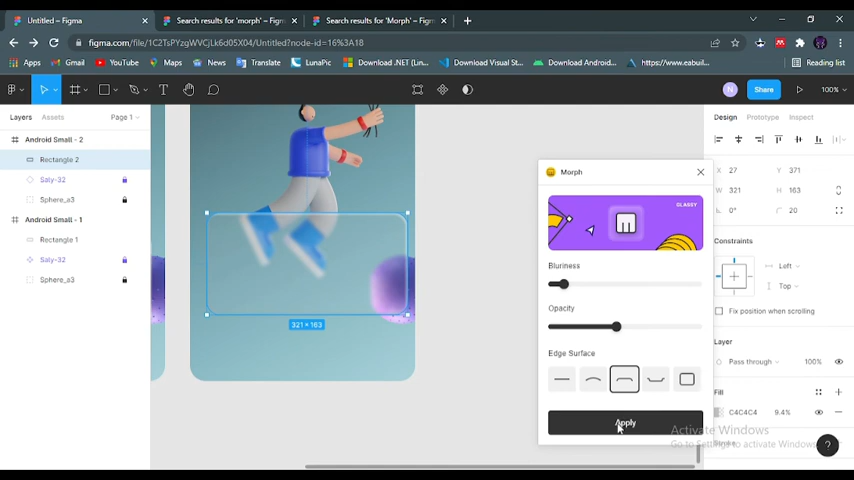 Untitled – Figma
Search results for 'morph' – Fig
Search results for 'Morph' – Fig
figma.com/file/1C2TsPYzgWVCjLk6d05X04/Untitled?node-id=16%3A18
Apps
Gmail
YouTube
Maps
News
Translate
LunaPic
Download .NET (Lin...
Download Visual Stu...
Download Android...
https://www.eabuil...
Reading list
N
Share
100%
Layers
Assets
Page 1
Design
Prototype
Inspect
Android Small - 2
Rectangle 2
Saly-32
Sphere_a3
Android Small - 1
Rectangle 1
Saly-32
Sphere_a3
321 × 163
Morph
GLASSY
Bluriness
Opacity
Edge Surface
Apply
X 27
Y 371
W 321
H 163
0°
20
Constraints
Left
Top
Fix position when scrolling
Layer
Pass through
100%
Fill
C4C4C4
9.4%
Stroke
Activate Windows
Go to Settings to activate Windows.
?